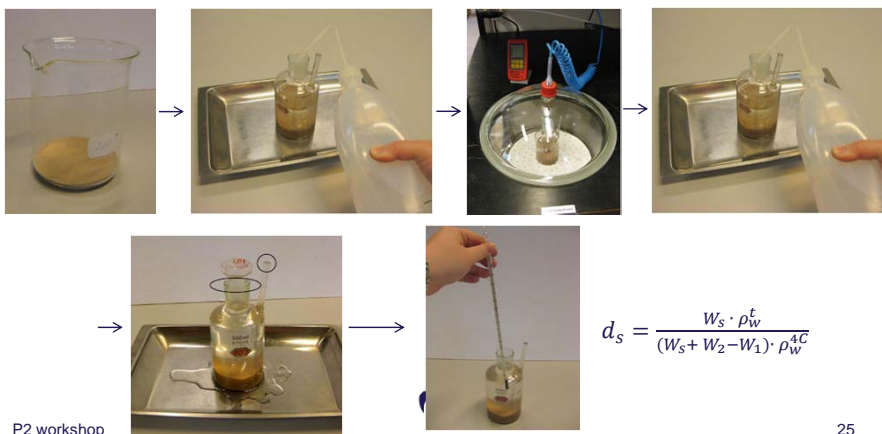 d_s = \frac{W_s \cdot \rho_w^t}{(W_s + W_2 - W_1) \cdot \rho_w^{4C}}
P2 workshop
25